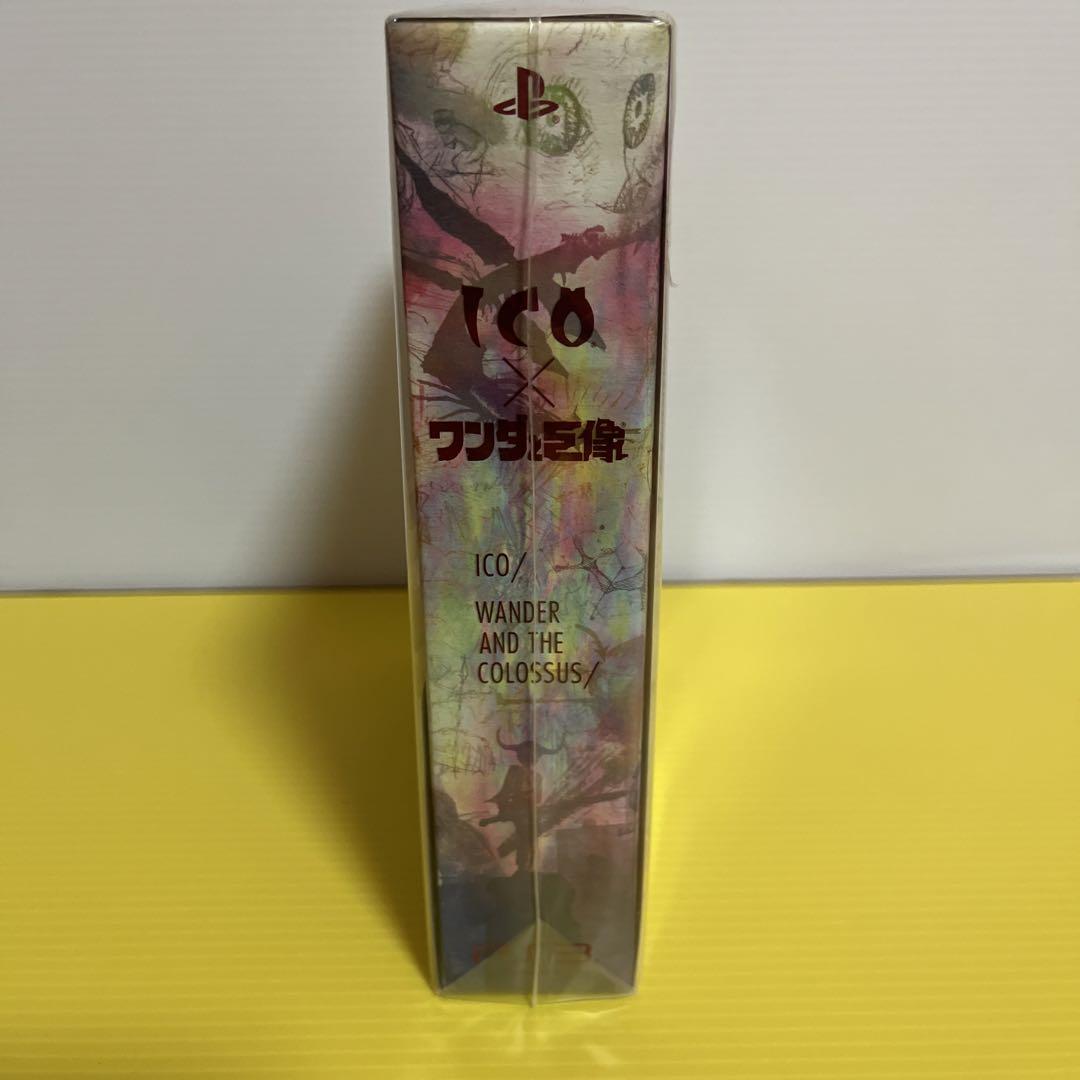 ICO
×
ワンダと巨像
ICO/
WANDER
AND THE
COLOSSUS/